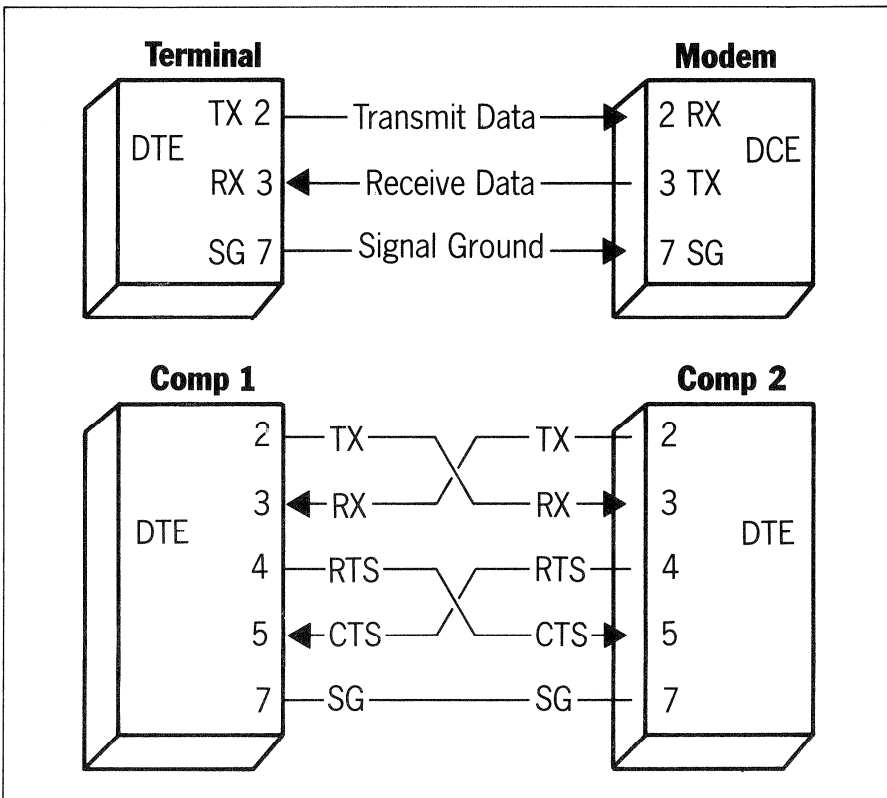 Terminal Modem
TX 2 Transmit Data 2 RX
DTE DCE
RX 3 Receive Data 3 TX
SG 7 Signal Ground 7 SG
Comp 1 Comp 2
2 TX TX 2
3 RX RX 3
DTE DTE
4 RTS RTS 4
5 CTS CTS 5
7 SG SG 7